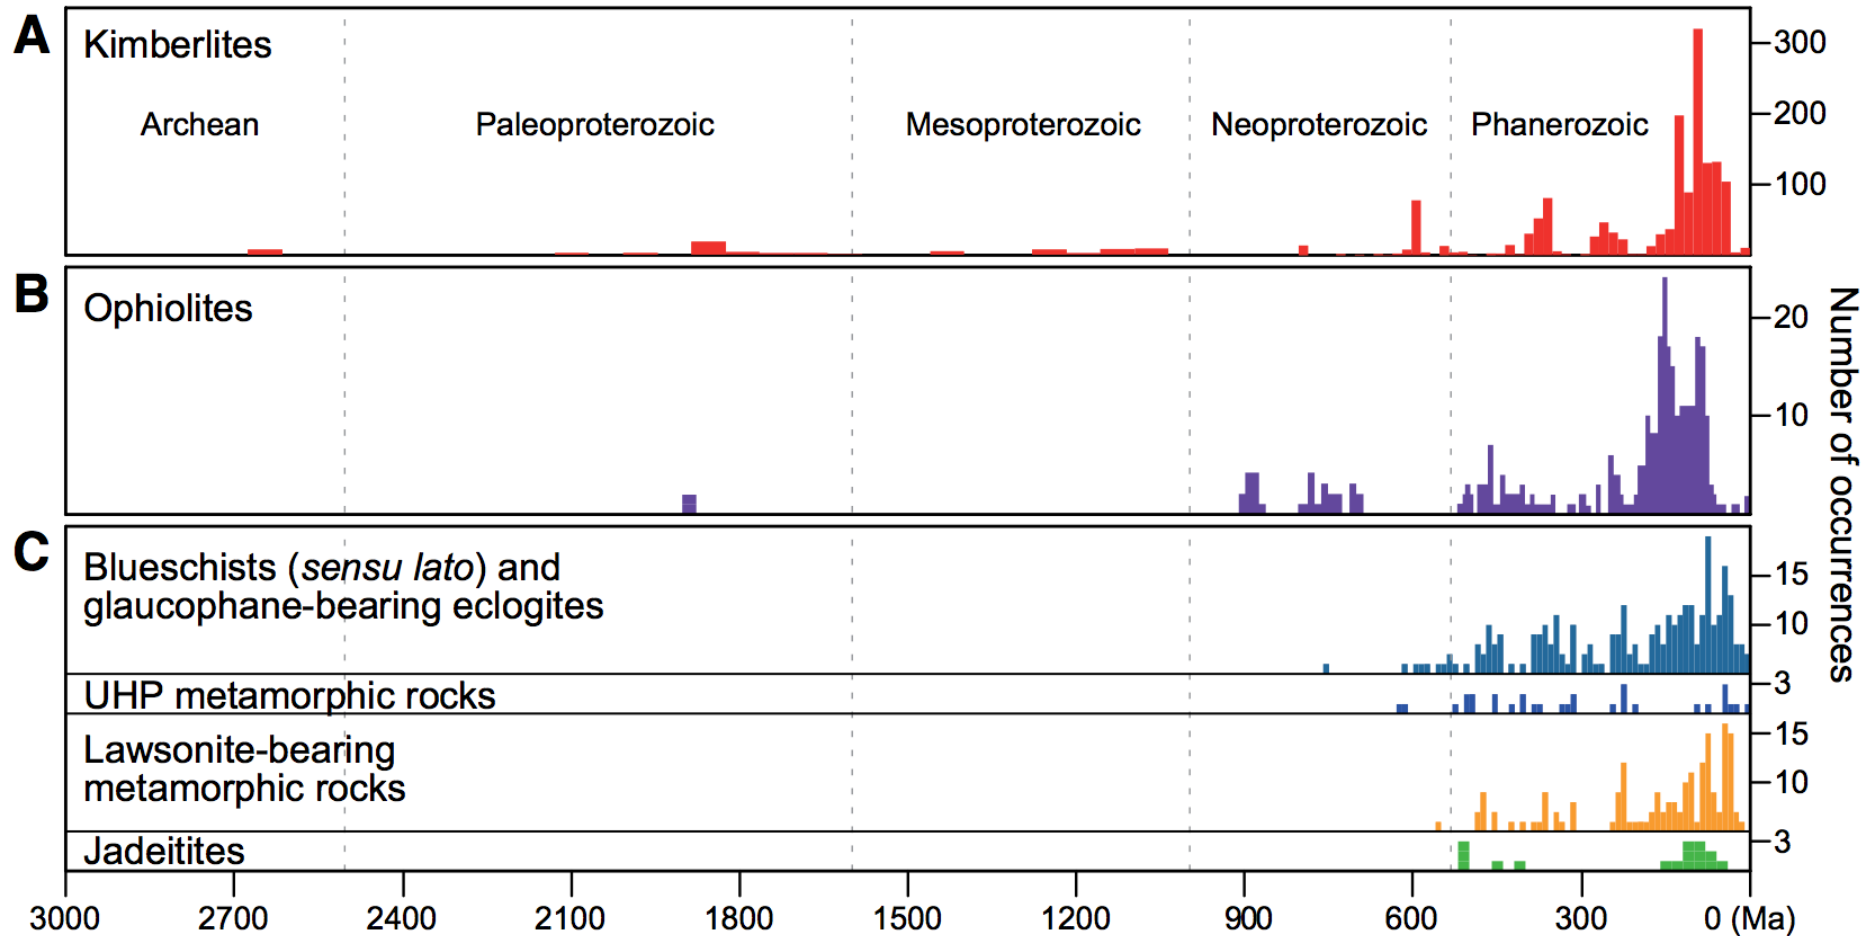 A
Kimberlites
300
Archean
Paleoproterozoic
Mesoproterozoic
Neoproterozoic
Phanerozoic
200
100
B
Ophiolites
20
10
Number of occurrences
C
Blueschists (sensu lato) and
glaucophane-bearing eclogites
15
10
UHP metamorphic rocks
3
Lawsonite-bearing
metamorphic rocks
15
10
Jadeitites
3
3000 2700 2400 2100 1800 1500 1200 900 600 300 0 (Ma)